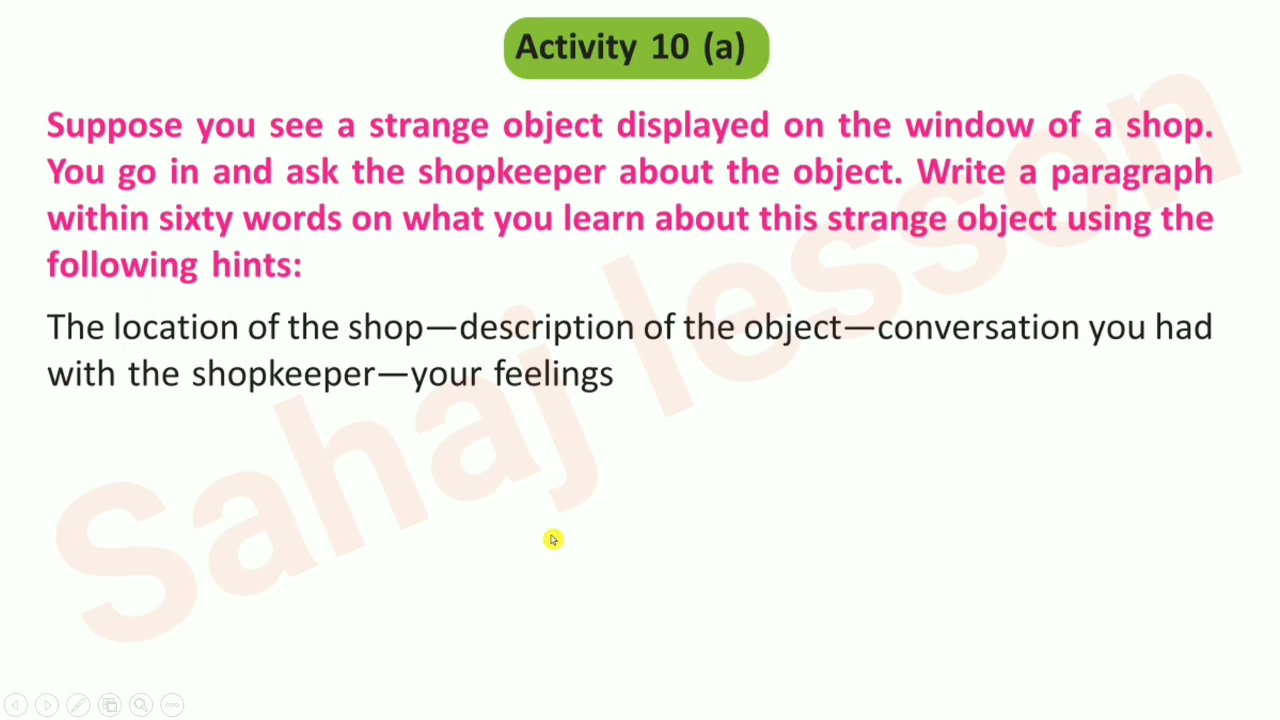 Activity 10 (a)
Suppose you see a strange object displayed on the window of a shop.
You go in and ask the shopkeeper about the object. Write a paragraph
within sixty words on what you learn about this strange object using the
following hints:
The location of the shop—description of the object—conversation you had
with the shopkeeper—your feelings
Sahaj lesson